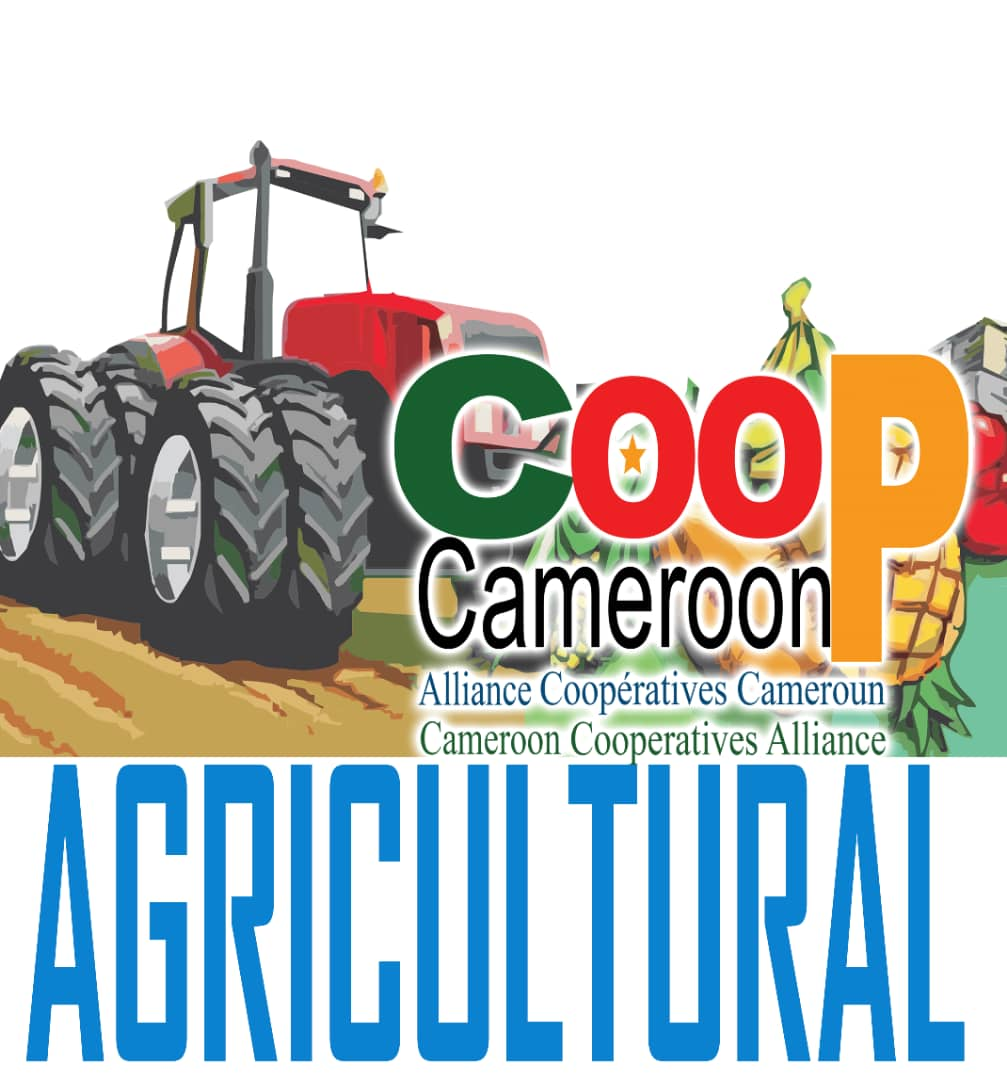 CooP
Cameroon
Alliance Coopératives Cameroun
Cameroon Cooperatives Alliance
AGRICULTURAL